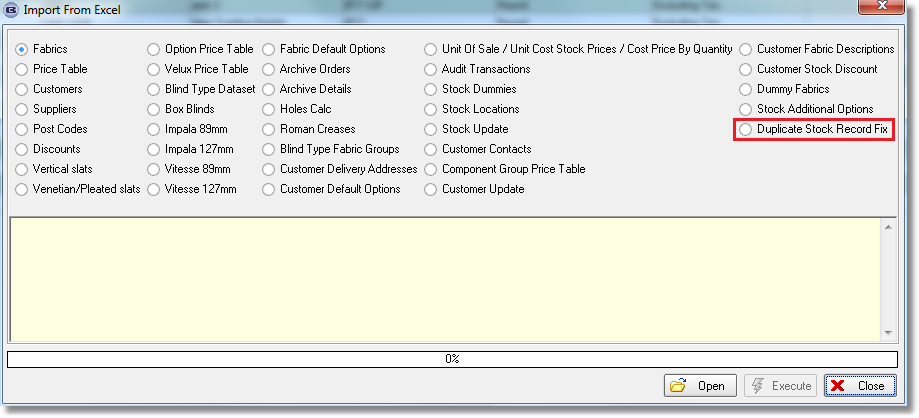 Import From Excel
Fabrics
Price Table
Customers
Suppliers
Post Codes
Discounts
Vertical slats
Venetian/Pleated slats
Option Price Table
Velux Price Table
Blind Type Dataset
Box Blinds
Impala 89mm
Impala 127mm
Vitesse 89mm
Vitesse 127mm
Fabric Default Options
Archive Orders
Archive Details
Holes Calc
Roman Creases
Blind Type Fabric Groups
Customer Delivery Addresses
Customer Default Options
Unit Of Sale / Unit Cost Stock Prices / Cost Price By Quantity
Audit Transactions
Stock Dummies
Stock Locations
Stock Update
Customer Contacts
Component Group Price Table
Customer Update
Customer Fabric Descriptions
Customer Stock Discount
Dummy Fabrics
Stock Additional Options
Duplicate Stock Record Fix
0%
Open
Execute
Close